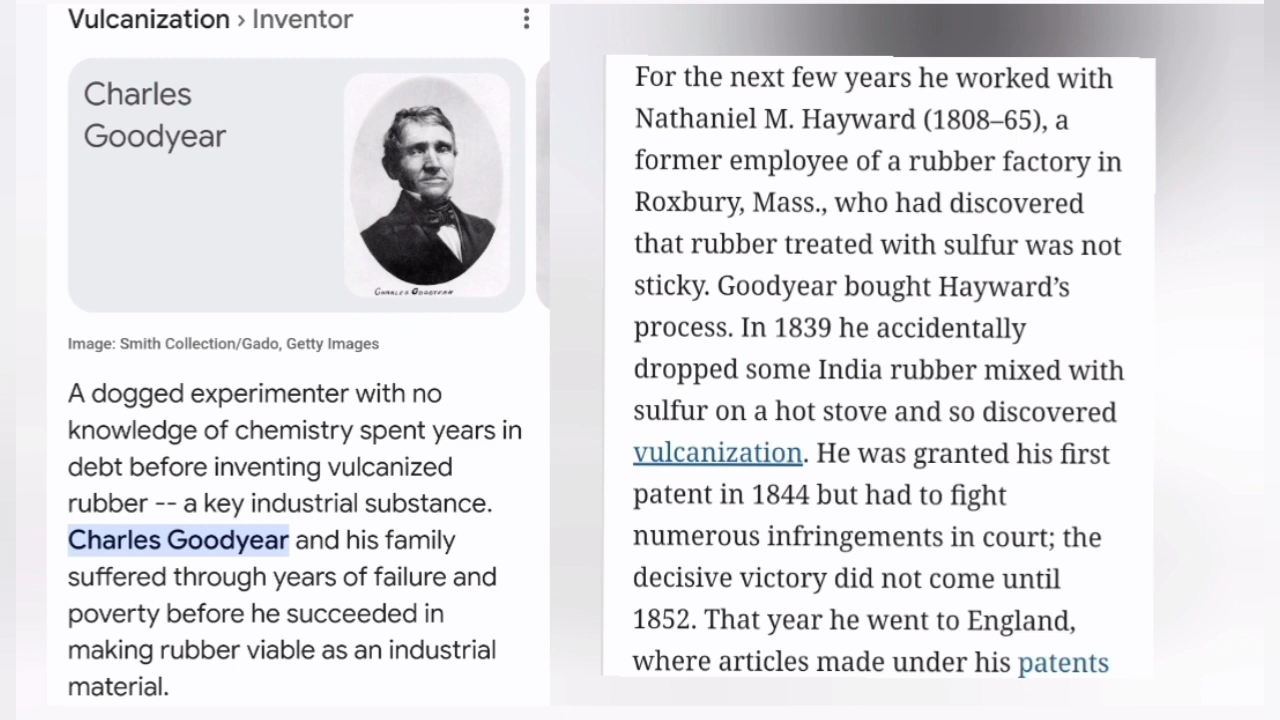 Vulcanization › Inventor
Charles
Goodyear
CHARLES GOODYEAR
Image: Smith Collection/Gado, Getty Images
A dogged experimenter with no
knowledge of chemistry spent years in
debt before inventing vulcanized
rubber -- a key industrial substance.
Charles Goodyear and his family
suffered through years of failure and
poverty before he succeeded in
making rubber viable as an industrial
material.
For the next few years he worked with
Nathaniel M. Hayward (1808–65), a
former employee of a rubber factory in
Roxbury, Mass., who had discovered
that rubber treated with sulfur was not
sticky. Goodyear bought Hayward’s
process. In 1839 he accidentally
dropped some India rubber mixed with
sulfur on a hot stove and so discovered
vulcanization. He was granted his first
patent in 1844 but had to fight
numerous infringements in court; the
decisive victory did not come until
1852. That year he went to England,
where articles made under his patents